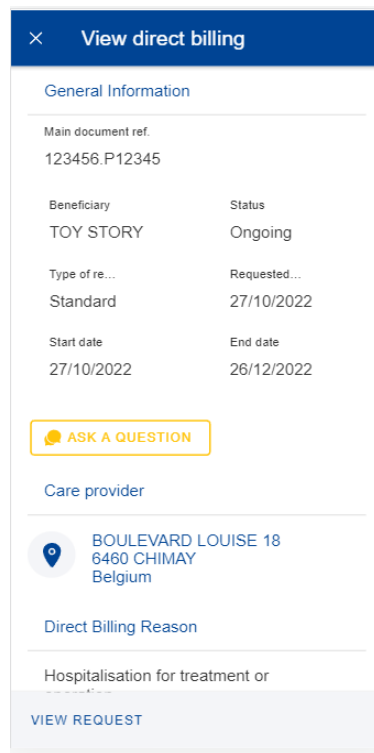 × View direct billing
General Information
Main document ref.
123456.P12345
Beneficiary Status
TOY STORY Ongoing
Type of re... Requested...
Standard 27/10/2022
Start date End date
27/10/2022 26/12/2022
ASK A QUESTION
Care provider
BOULEVARD LOUISE 18
6460 CHIMAY
Belgium
Direct Billing Reason
Hospitalisation for treatment or
VIEW REQUEST